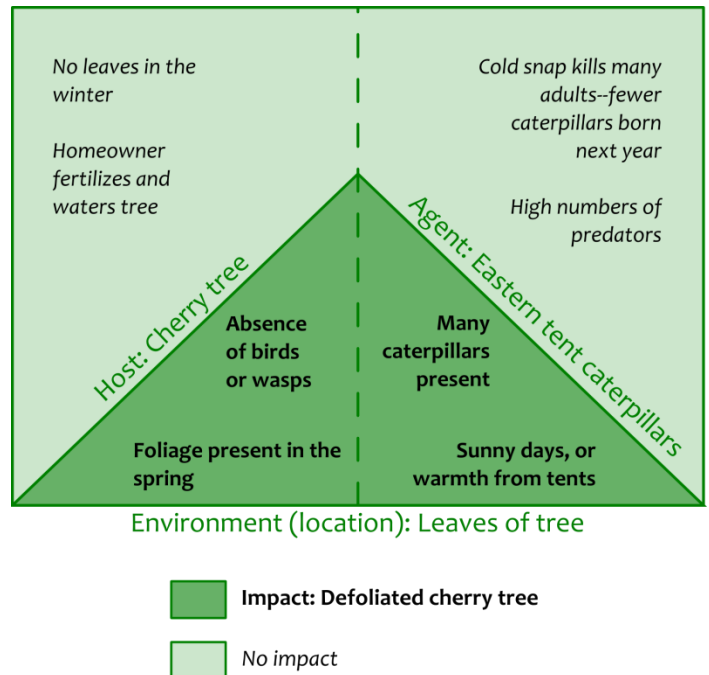 No leaves in the
winter
Homeowner
fertilizes and
waters tree
Cold snap kills many
adults--fewer
caterpillars born
next year
High numbers of
predators
Host: Cherry tree
Agent: Eastern tent caterpillars
Absence
of birds
or wasps
Many
caterpillars
present
Foliage present in the
spring
Sunny days, or
warmth from tents
Environment (location): Leaves of tree
Impact: Defoliated cherry tree
No impact